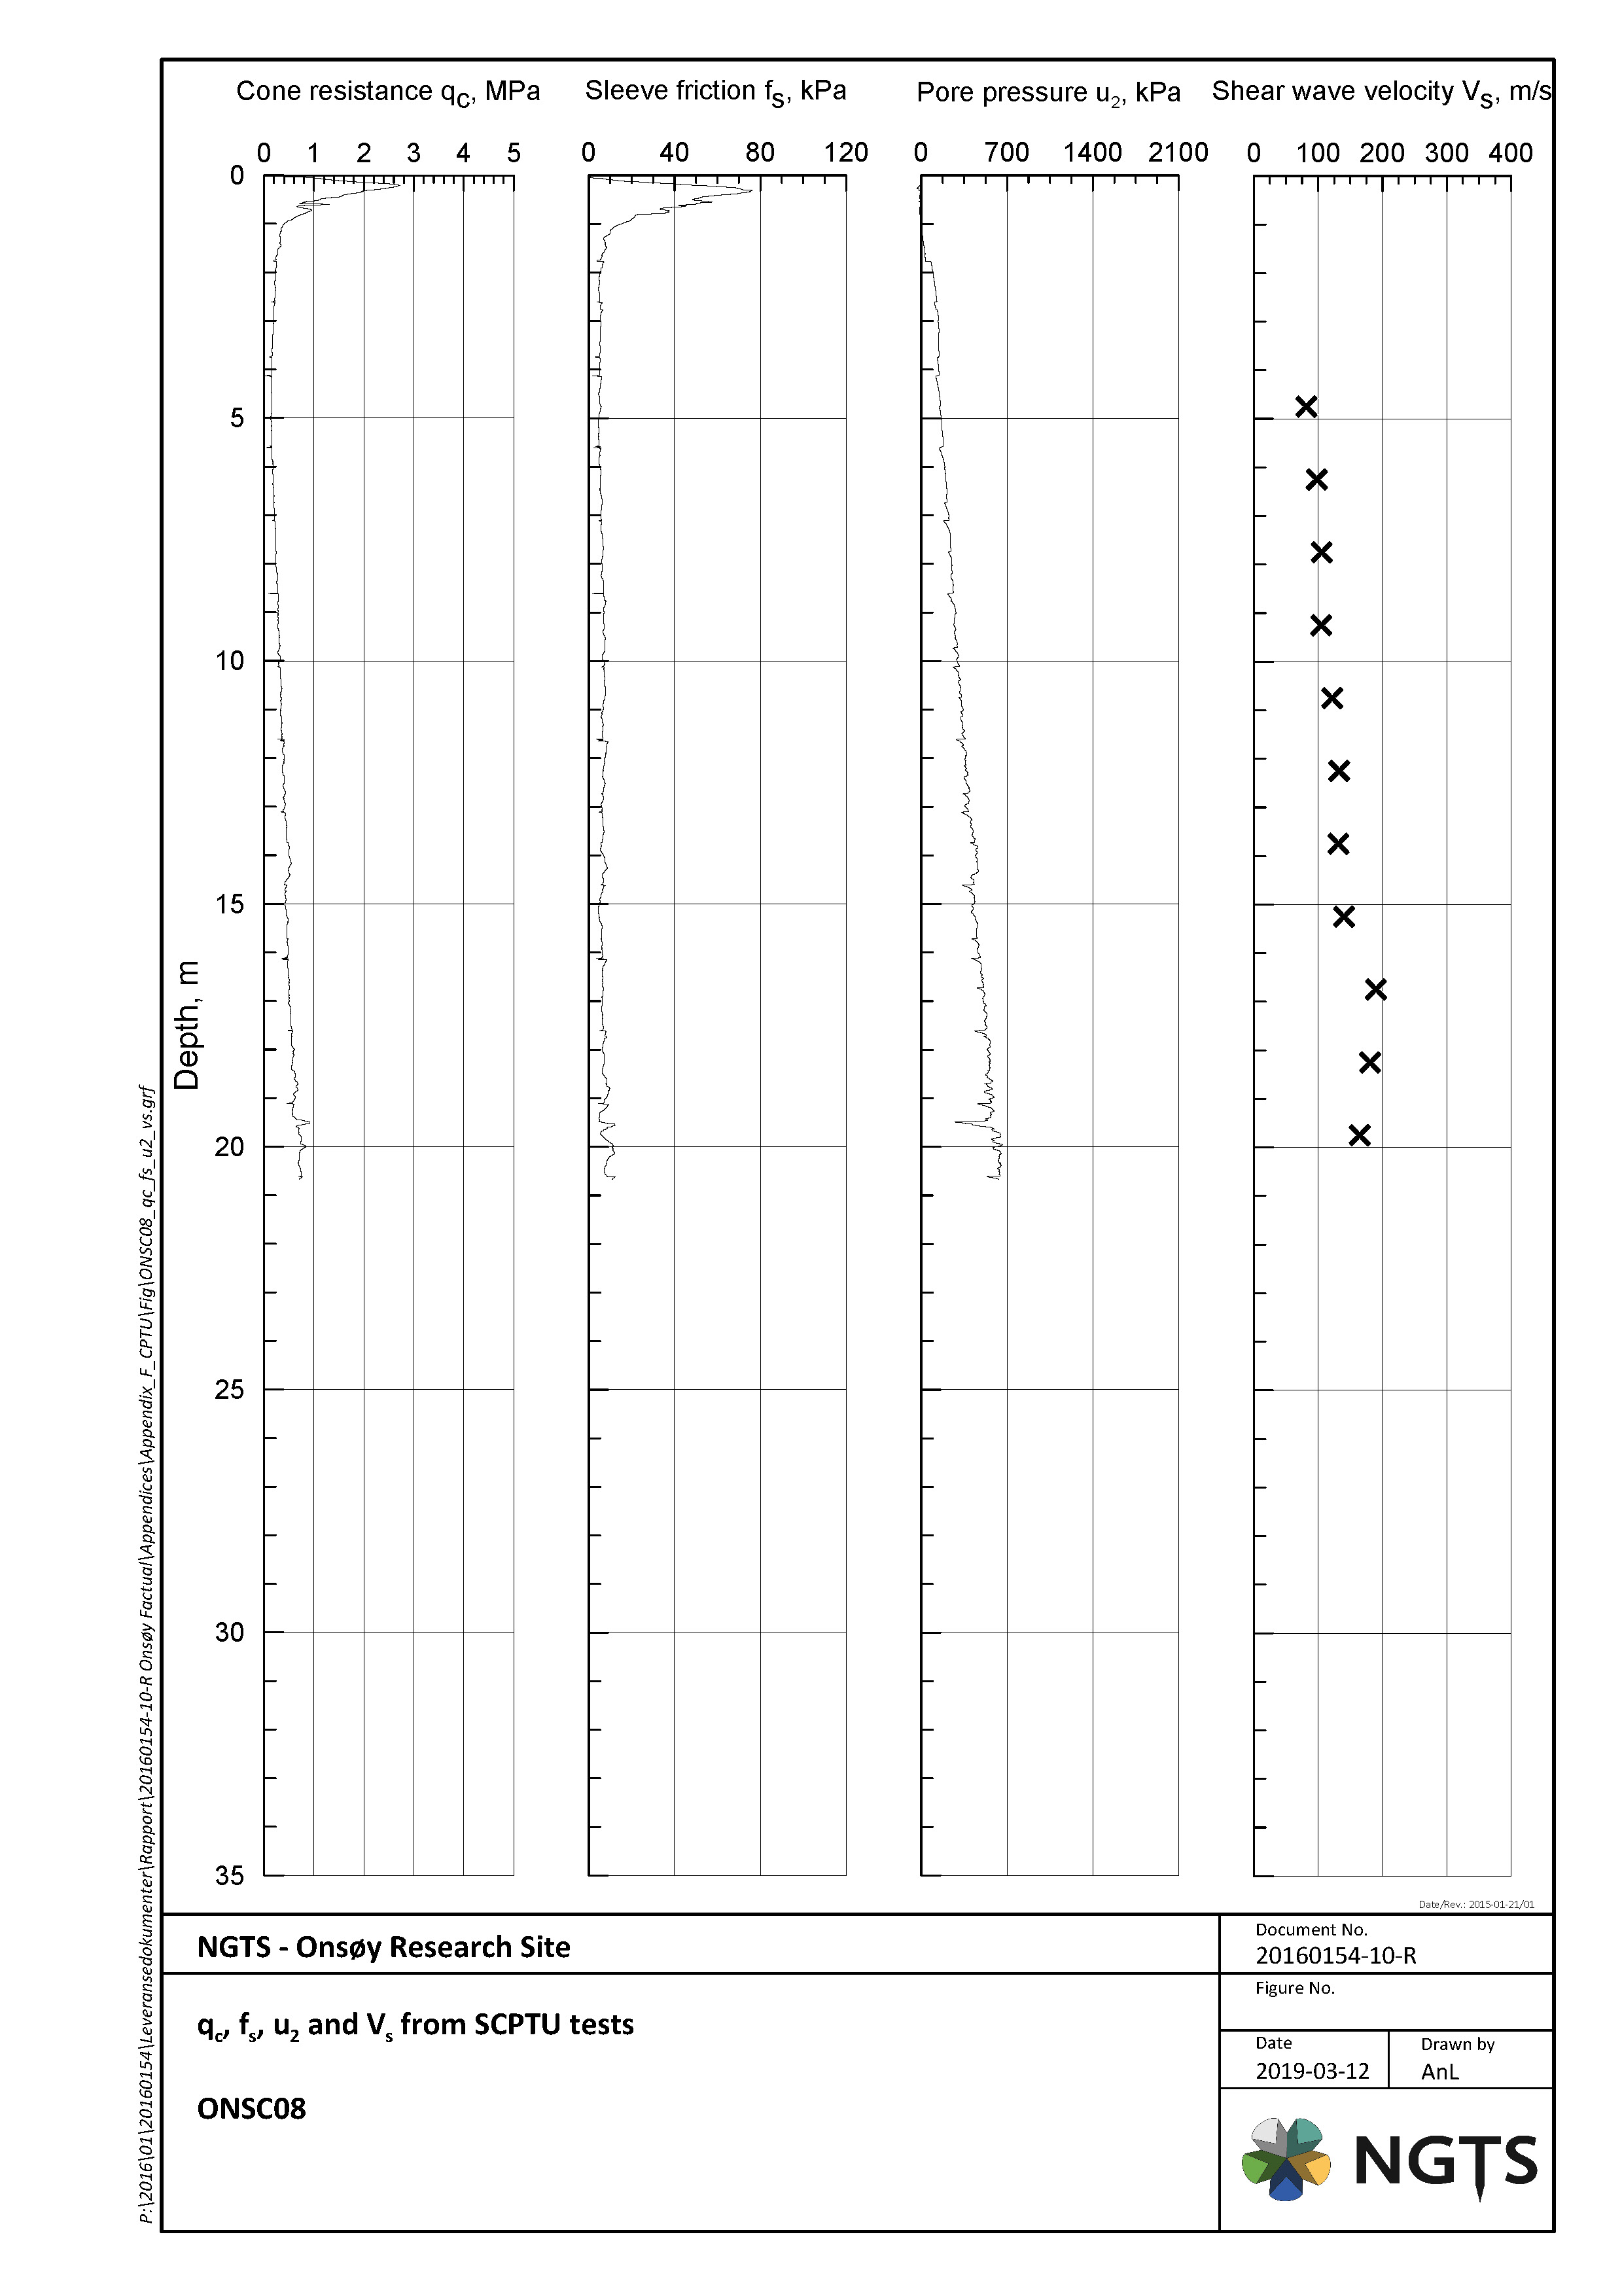 Cone resistance qc, MPa
Sleeve friction fs, kPa
Pore pressure u2, kPa
Shear wave velocity Vs, m/s
0 1 2 3 4 5
0 40 80 120
0 700 1400 2100
0 100 200 300 400
0
5
10
15
20
25
30
35
Depth, m
P:\2016\01\20160154\Leveransedokumenter\Rapport\20160154-10-R Onsøy Factual\Appendices\Appendix_F_CPTU\Fig\ONSC08_qc_fs_u2_vs.grf
Date/Rev.: 2015-01-21/01
NGTS - Onsøy Research Site
Document No.
20160154-10-R
Figure No.
qc, fs, u2 and Vs from SCPTU tests
Date
2019-03-12
Drawn by
AnL
ONSC08
NGTS